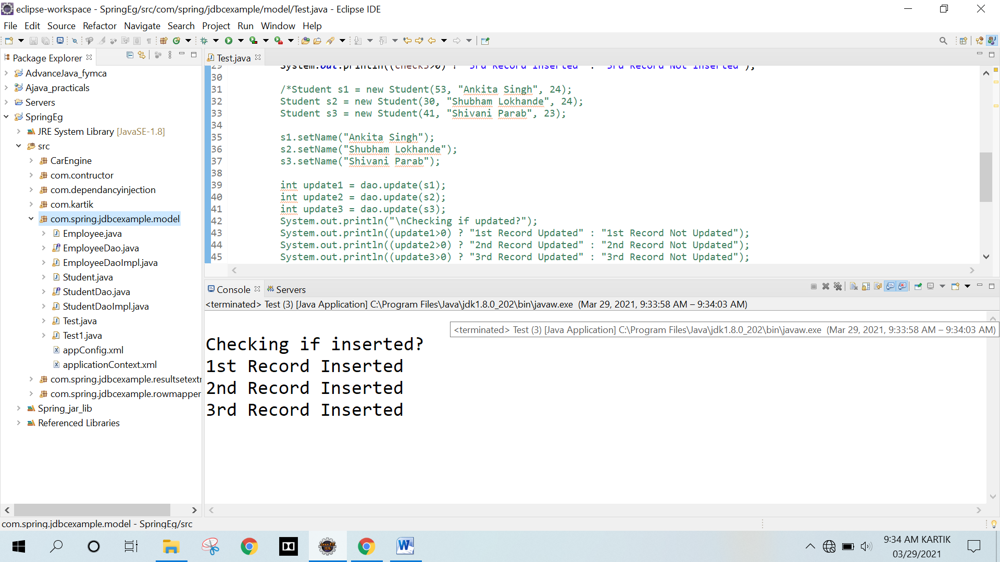 eclipse-workspace - SpringEg/src/com/spring/jdbcexample/model/Test.java - Eclipse IDE
File Edit Source Refactor Navigate Search Project Run Window Help
Package Explorer
AdvanceJava_fymca
Ajava_practicals
Servers
SpringEg
JRE System Library [JavaSE-1.8]
src
CarEngine
com.contructor
com.dependancyinjection
com.kartik
com.spring.jdbcexample.model
Employee.java
EmployeeDao.java
EmployeeDaoImpl.java
Student.java
StudentDao.java
StudentDaoImpl.java
Test.java
Test1.java
appConfig.xml
applicationContext.xml
com.spring.jdbcexample.resultsetextr
com.spring.jdbcexample.rowmapper
Spring_jar_lib
Referenced Libraries
Test.java
29 System.out.println((check3>0) ? "3rd Record Inserted" : "3rd Record Not Inserted");
30
31 /*Student s1 = new Student(53, "Ankita Singh", 24);
32 Student s2 = new Student(30, "Shubham Lokhande", 24);
33 Student s3 = new Student(41, "Shivani Parab", 23);
34
35 s1.setName("Ankita Singh");
36 s2.setName("Shubham Lokhande");
37 s3.setName("Shivani Parab");
38
39 int update1 = dao.update(s1);
40 int update2 = dao.update(s2);
41 int update3 = dao.update(s3);
42 System.out.println("\nChecking if updated?");
43 System.out.println((update1>0) ? "1st Record Updated" : "1st Record Not Updated");
44 System.out.println((update2>0) ? "2nd Record Updated" : "2nd Record Not Updated");
45 System.out.println((update3>0) ? "3rd Record Updated" : "3rd Record Not Updated");
Console Servers
<terminated> Test (3) [Java Application] C:\Program Files\Java\jdk1.8.0_202\bin\javaw.exe (Mar 29, 2021, 9:33:58 AM – 9:34:03 AM)
<terminated> Test (3) [Java Application] C:\Program Files\Java\jdk1.8.0_202\bin\javaw.exe (Mar 29, 2021, 9:33:58 AM – 9:34:03 AM)
Checking if inserted?
1st Record Inserted
2nd Record Inserted
3rd Record Inserted
com.spring.jdbcexample.model - SpringEg/src
Java EE
IDE
W
9:34 AM KARTIK
03/29/2021